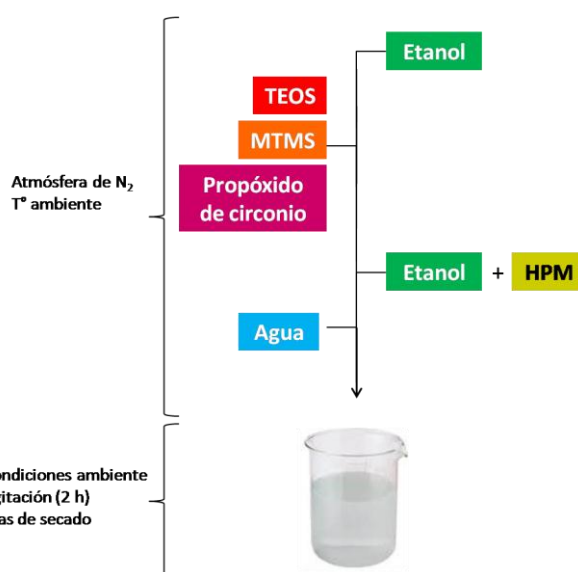 Etanol
TEOS
MTMS
Propóxido
de circonio
Atmósfera de N₂
Tº ambiente
Etanol + HPM
Agua
ondiciones ambiente
gitación (2 h)
as de secado